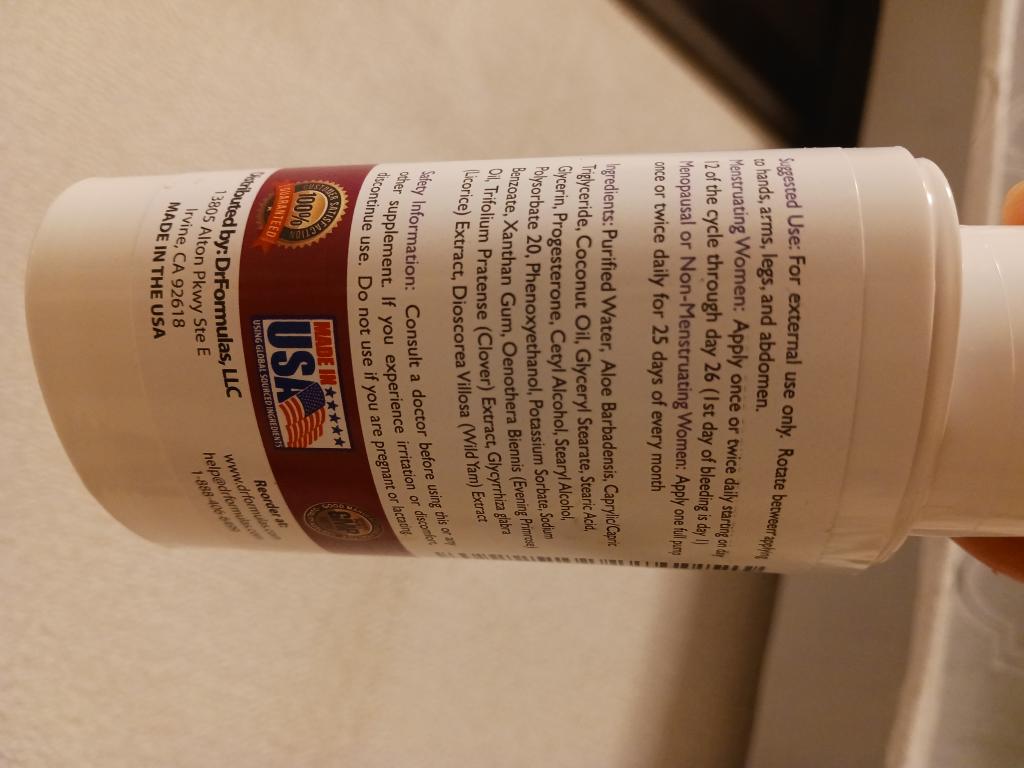 Suggested Use: For external use only. Rotate between applying
to hands, arms, legs, and abdomen.
Menstruating Women: Apply once or twice daily starting on day
12 of the cycle through day 26 (1st day of bleeding is day 1)
Menopausal or Non-Menstruating Women: Apply one full pump
once or twice daily for 25 days of every month
Ingredients: Purified Water, Aloe Barbadensis, Caprylic/Capric
Triglyceride, Coconut Oil, Glyceryl Stearate, Stearic Acid,
Glycerin, Progesterone, Cetyl Alcohol, Stearyl Alcohol,
Polysorbate 20, Phenoxyethanol, Potassium Sorbate, Sodium
Benzoate, Xanthan Gum, Oenothera Biennis (Evening Primrose)
Oil, Trifolium Pratense (Clover) Extract, Glycyrrhiza glabra
(Licorice) Extract, Dioscorea Villosa (Wild Yam) Extract
Safety Information: Consult a doctor before using this or any
other supplement. If you experience irritation or discomfort,
discontinue use. Do not use if you are pregnant or lactating
CUSTOMER SATISFACTION
100%
GUARANTEED
MADE IN
USA
USING GLOBAL SOURCED INGREDIENTS
Distributed by: DrFormulas, LLC
13805 Alton Pkwy Ste E
Irvine, CA 92618
MADE IN THE USA
Reorder at:
www.drformulas.com
help@drformulas.com